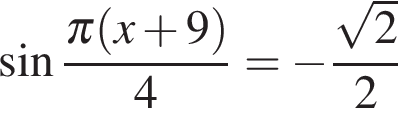 sin π(x+9)/4 = −√2/2